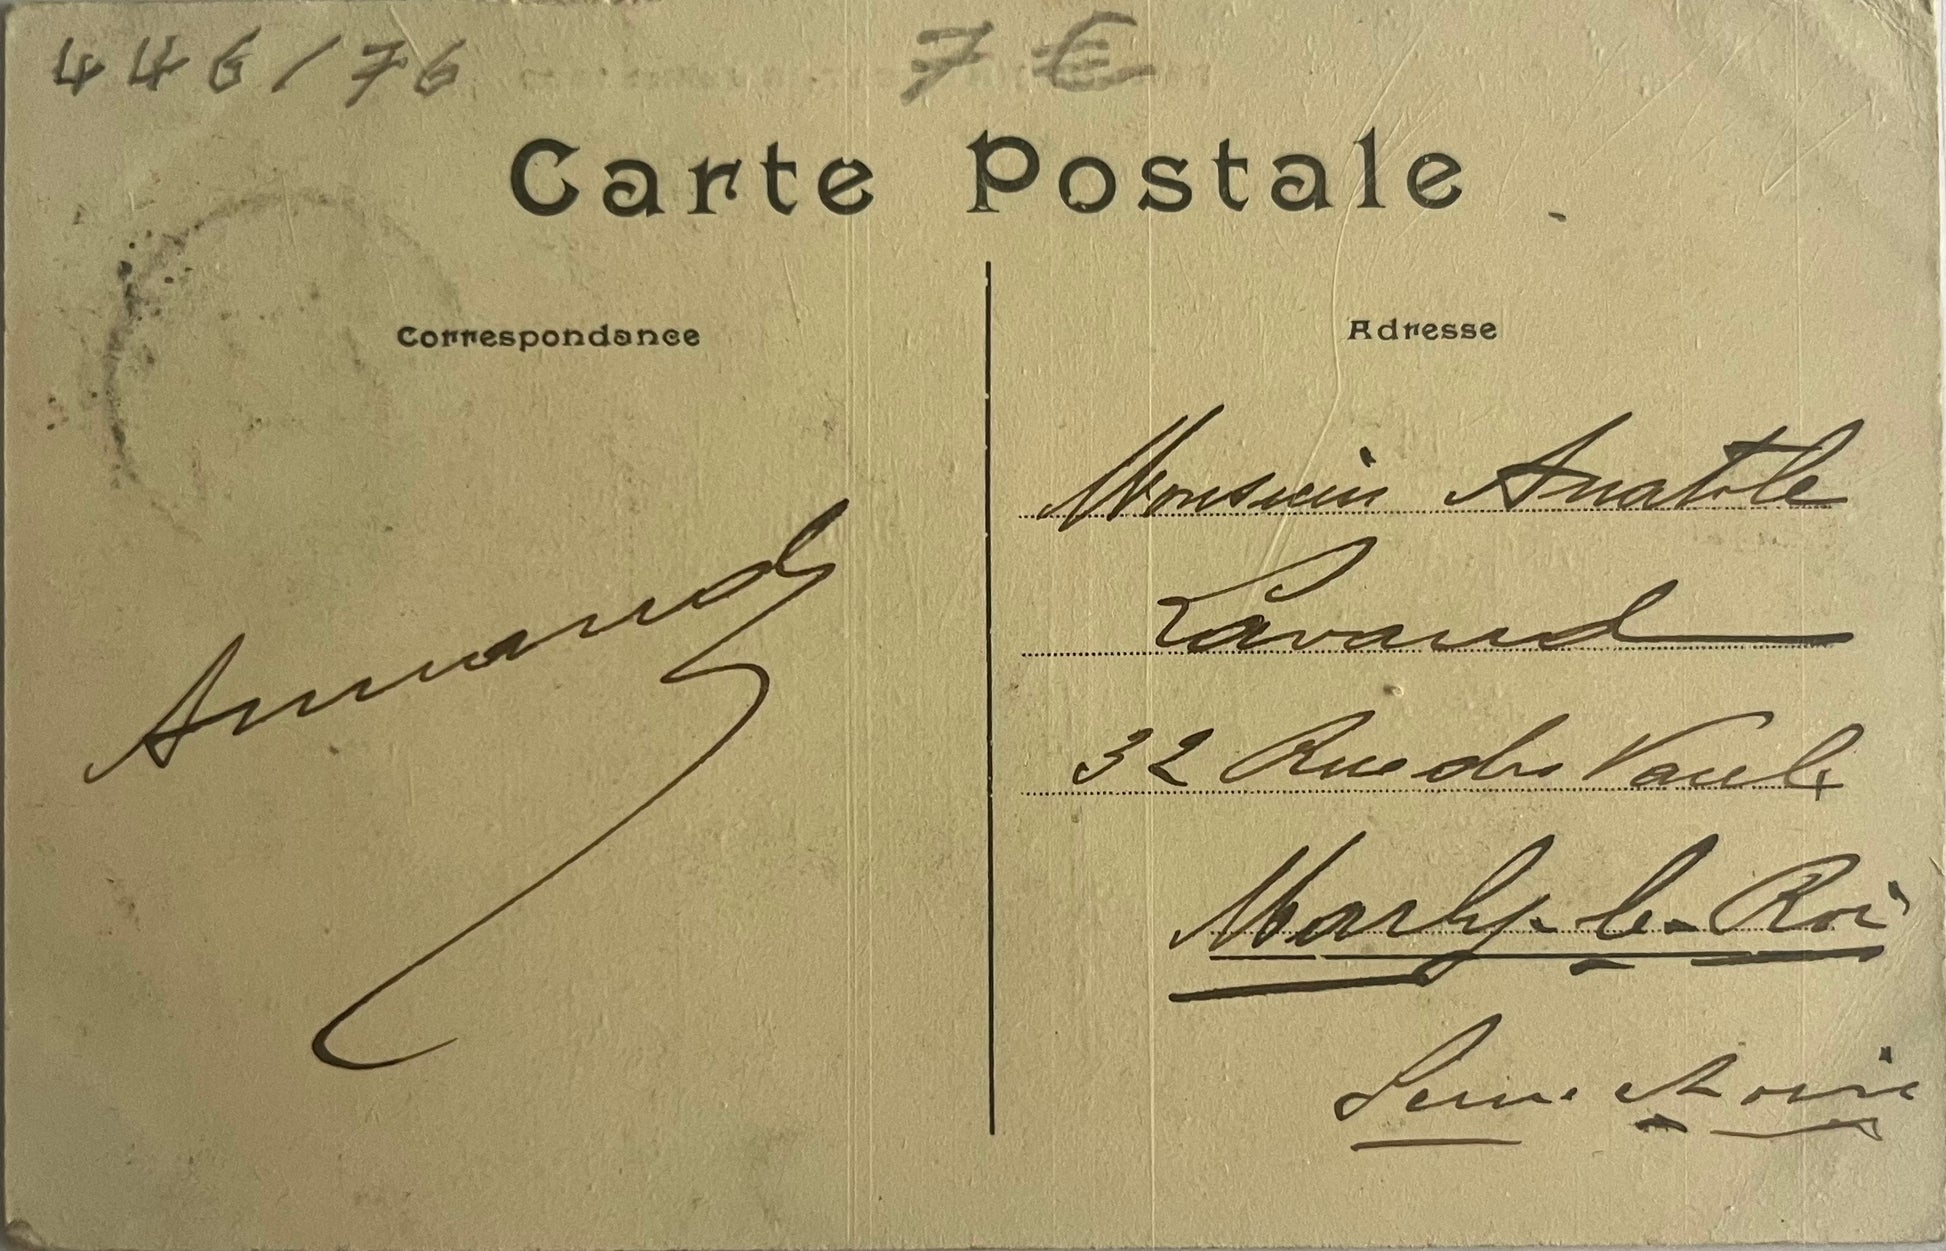 446/76
7 €
Carte Postale
Correspondance
Armand
Adresse
Monsieur Anatole
Lavaud
32 Rue des Vaulx
Marly-le-Roi
Seine et Oise